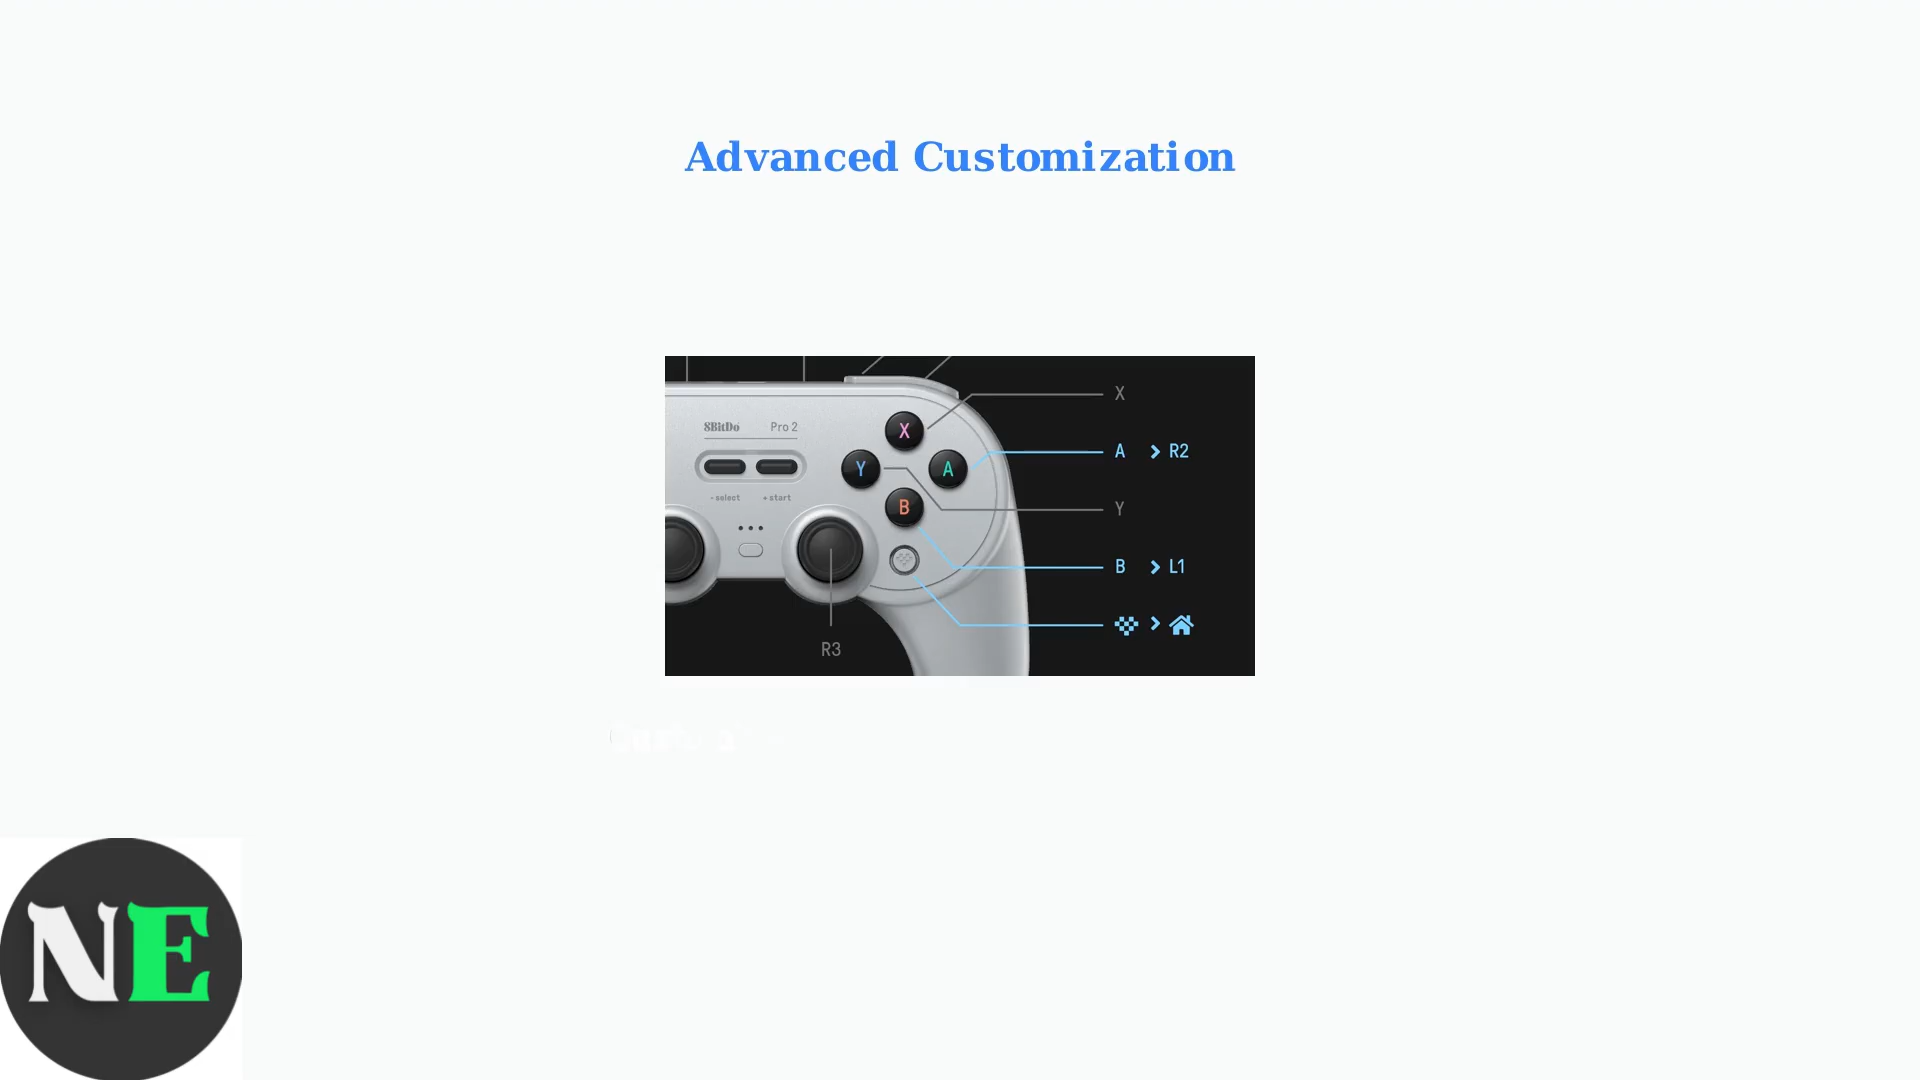 Advanced Customization
8BitDo Pro 2
X
X
A > R2
Y
A
Y
B
- select + start
B > L1
R3
NE